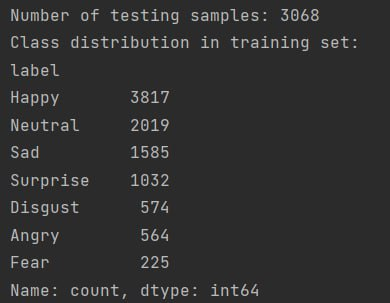 Number of testing samples: 3068
Class distribution in training set:
label
Happy 3817
Neutral 2019
Sad 1585
Surprise 1032
Disgust 574
Angry 564
Fear 225
Name: count, dtype: int64